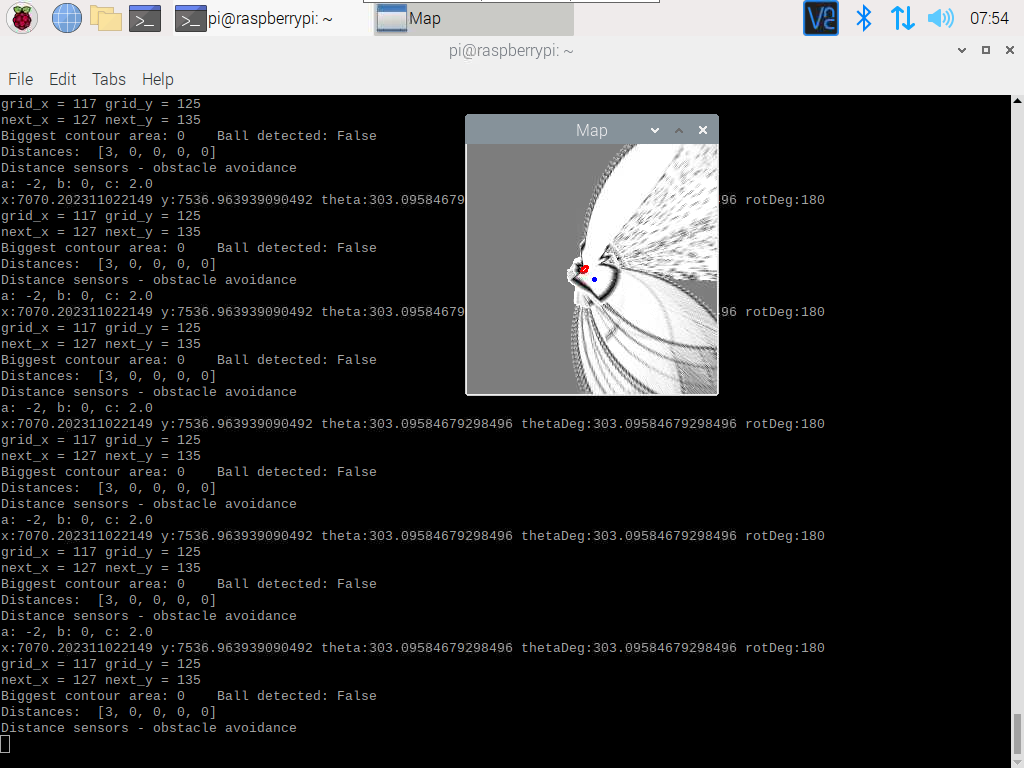 pi@raspberrypi: ~
Map
07:54
pi@raspberrypi: ~
File Edit Tabs Help
grid_x = 117 grid_y = 125
next_x = 127 next_y = 135
Biggest contour area: 0    Ball detected: False
Distances:  [3, 0, 0, 0, 0]
Distance sensors - obstacle avoidance
a: -2, b: 0, c: 2.0
x:7070.202311022149 y:7536.963939090492 theta:303.09584679
96 rotDeg:180
grid_x = 117 grid_y = 125
next_x = 127 next_y = 135
Biggest contour area: 0    Ball detected: False
Distances:  [3, 0, 0, 0, 0]
Distance sensors - obstacle avoidance
a: -2, b: 0, c: 2.0
x:7070.202311022149 y:7536.963939090492 theta:303.09584679
96 rotDeg:180
grid_x = 117 grid_y = 125
next_x = 127 next_y = 135
Biggest contour area: 0    Ball detected: False
Distances:  [3, 0, 0, 0, 0]
Distance sensors - obstacle avoidance
a: -2, b: 0, c: 2.0
x:7070.202311022149 y:7536.963939090492 theta:303.09584679298496 thetaDeg:303.09584679298496 rotDeg:180
grid_x = 117 grid_y = 125
next_x = 127 next_y = 135
Biggest contour area: 0    Ball detected: False
Distances:  [3, 0, 0, 0, 0]
Distance sensors - obstacle avoidance
a: -2, b: 0, c: 2.0
x:7070.202311022149 y:7536.963939090492 theta:303.09584679298496 thetaDeg:303.09584679298496 rotDeg:180
grid_x = 117 grid_y = 125
next_x = 127 next_y = 135
Biggest contour area: 0    Ball detected: False
Distances:  [3, 0, 0, 0, 0]
Distance sensors - obstacle avoidance
a: -2, b: 0, c: 2.0
x:7070.202311022149 y:7536.963939090492 theta:303.09584679298496 thetaDeg:303.09584679298496 rotDeg:180
grid_x = 117 grid_y = 125
next_x = 127 next_y = 135
Biggest contour area: 0    Ball detected: False
Distances:  [3, 0, 0, 0, 0]
Distance sensors - obstacle avoidance
Map